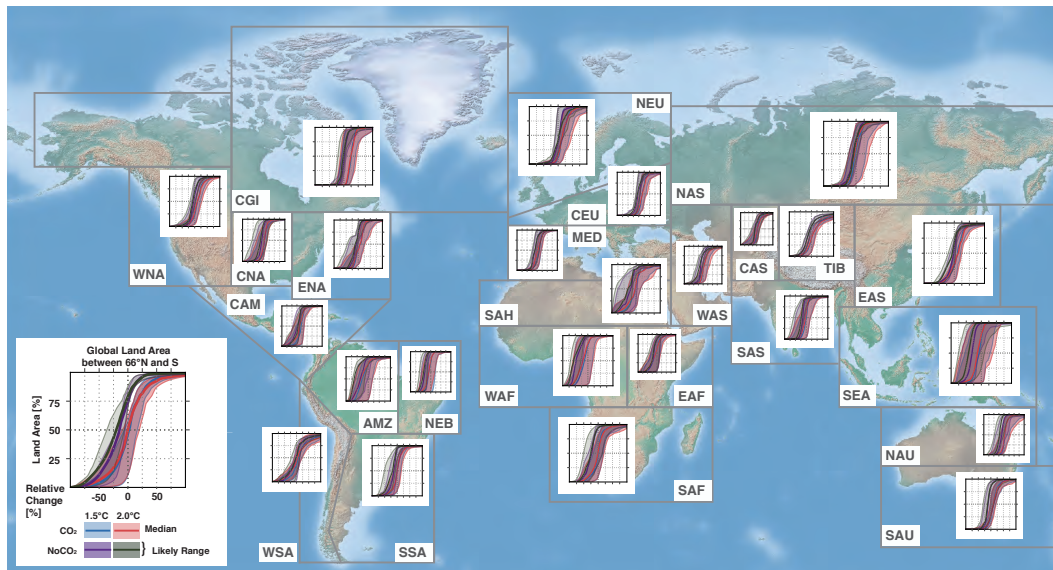 NEU
CGI
NAS
CEU
MED
WNA
CNA
ENA
CAS
TIB
CAM
SAH
WAS
EAS
SAS
WAF
EAF
SEA
AMZ
NEB
NAU
SAF
SAU
WSA
SSA
Global Land Area
between 66°N and S
Land Area [%]
75
50
25
Relative
Change
[%]
-50
0
50
1.5°C
2.0°C
CO₂
Median
NoCO₂
} Likely Range